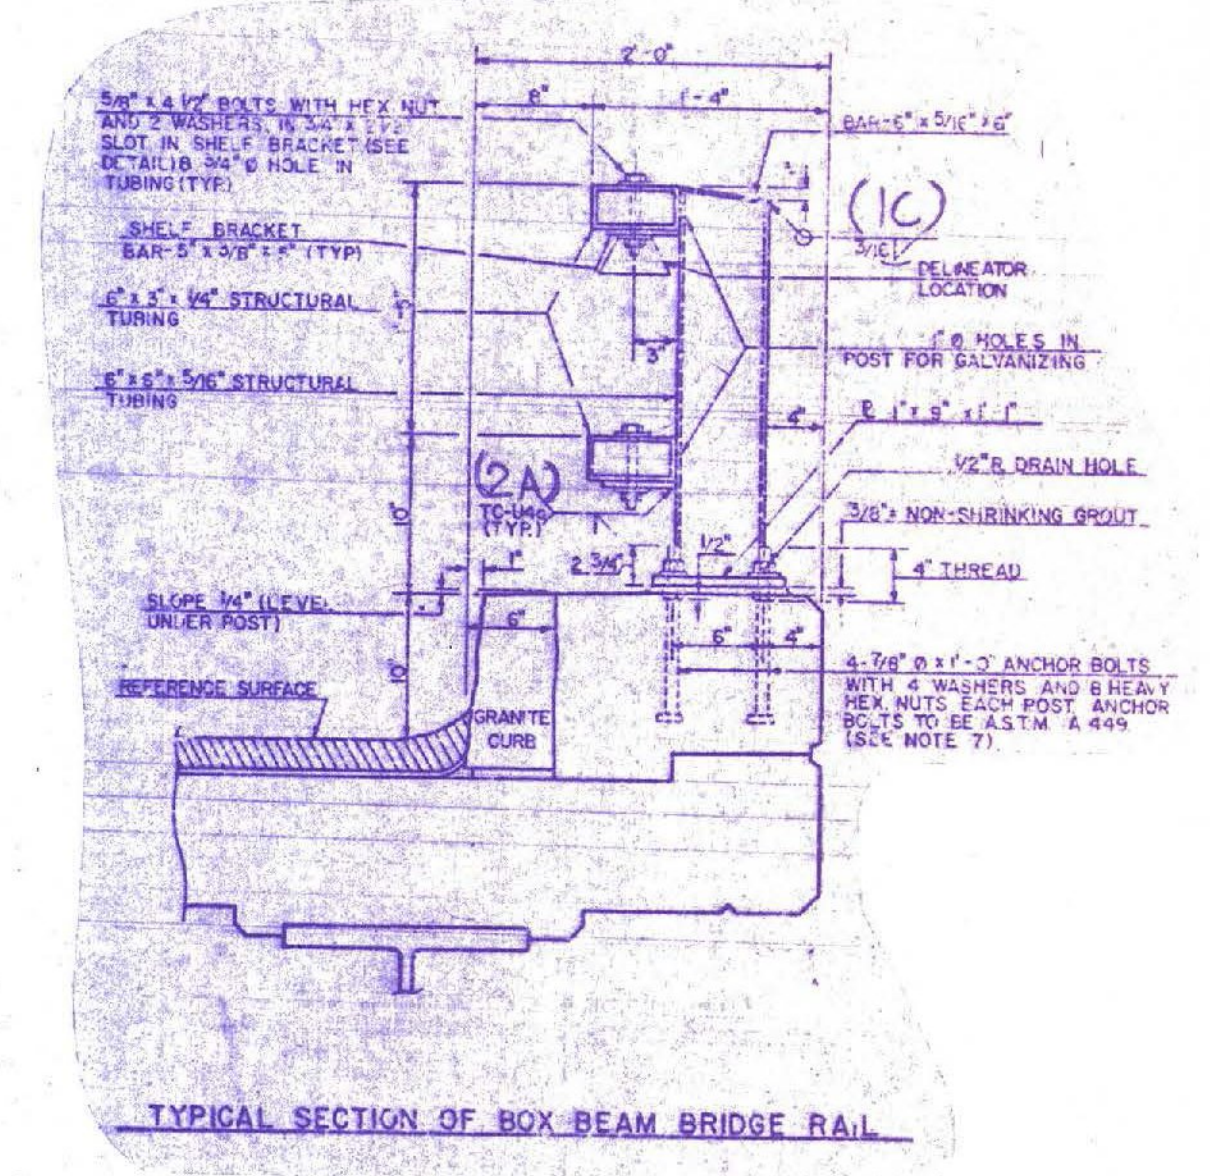 2'-0"
8"
1'-4"
5/8" x 4 1/2" BOLTS WITH HEX NUT
AND 2 WASHERS, IN 3/4" x
SLOT IN SHELF BRACKET (SEE
DETAIL) & 3/4" Ø HOLE IN
TUBING (TYP.)
BAR-6" x 5/16" x 6"
(1C)
3/16
SHELF BRACKET
BAR-5" x 3/8" x 5" (TYP)
DELINEATOR
LOCATION
6" x 3" x 1/4" STRUCTURAL
TUBING
3"
1" Ø HOLES IN
POST FOR GALVANIZING
6" x 6" x 5/16" STRUCTURAL
TUBING
4"
1" x 9" x 1'-1"
(2A)
TC-U4c
(TYP.)
1/2" R DRAIN HOLE
10"
3/8"± NON-SHRINKING GROUT
1/2"
1"
2 3/4"
4" THREAD
SLOPE 1/4" (LEVEL
UNDER POST)
6"
6"
4"
10"
4-7/8" Ø x 1'-3" ANCHOR BOLTS
WITH 4 WASHERS AND 8 HEAVY
HEX. NUTS EACH POST. ANCHOR
BOLTS TO BE A.S.T.M. A 449
(SEE NOTE 7)
REFERENCE SURFACE
GRANITE
CURB
TYPICAL SECTION OF BOX BEAM BRIDGE RAIL